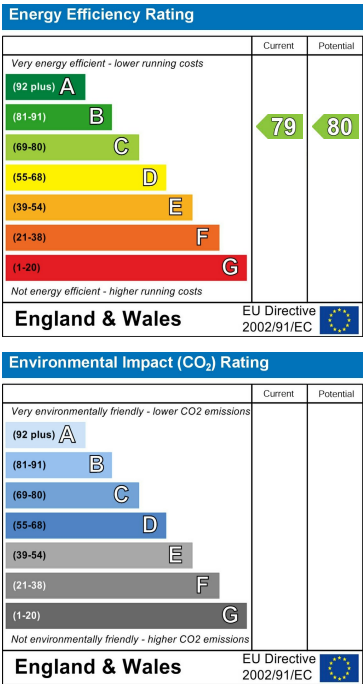 Energy Efficiency Rating
Current Potential
Very energy efficient - lower running costs
(92 plus) A
(81-91) B
79 80
(69-80) C
(55-68) D
(39-54) E
(21-38) F
(1-20) G
Not energy efficient - higher running costs
England & Wales
EU Directive
2002/91/EC
Environmental Impact (CO₂) Rating
Current Potential
Very environmentally friendly - lower CO2 emissions
(92 plus) A
(81-91) B
(69-80) C
(55-68) D
(39-54) E
(21-38) F
(1-20) G
Not environmentally friendly - higher CO2 emissions
England & Wales
EU Directive
2002/91/EC